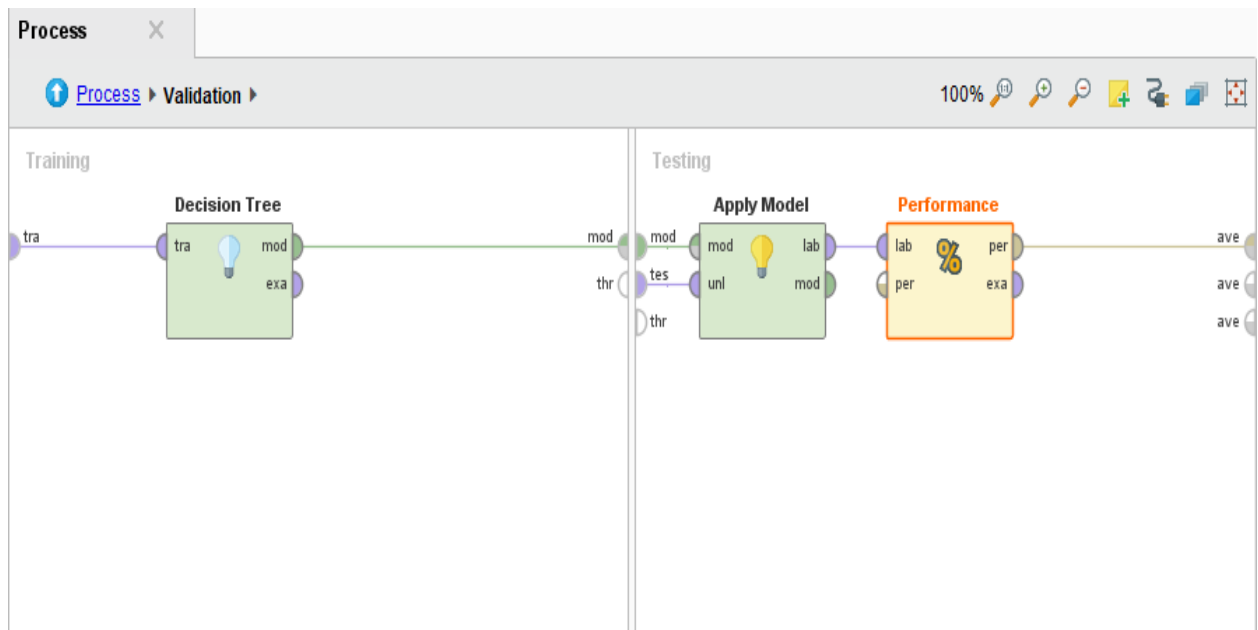 Process
Process Validation
100%
Training
Testing
Decision Tree
Apply Model
Performance
tra
tra
mod
exa
mod
thr
mod
tes
thr
mod
unl
lab
mod
lab
per
per
exa
ave
ave
ave
%